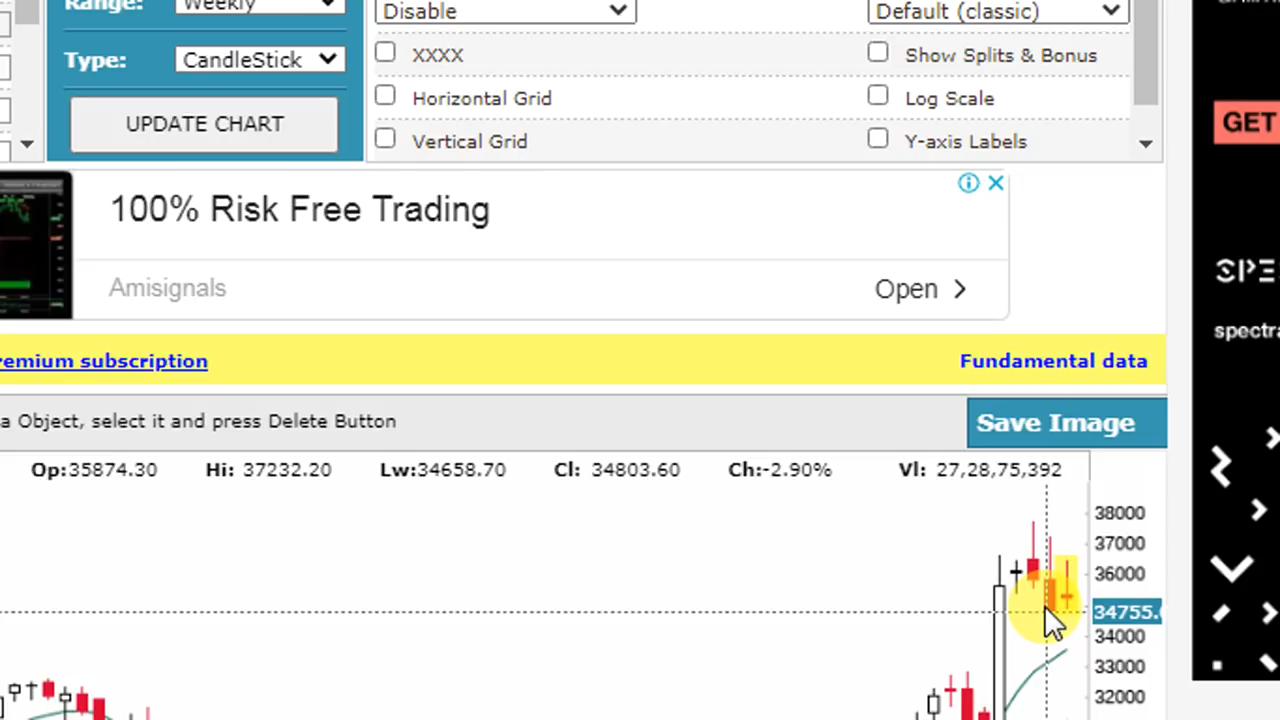 Range: Weekly
Disable
Default (classic)
Type: CandleStick
XXXX
Show Splits & Bonus
Horizontal Grid
Log Scale
UPDATE CHART
Vertical Grid
Y-axis Labels
GET
100% Risk Free Trading
Amisignals
Open
SPE
spectra
remium subscription
Fundamental data
a Object, select it and press Delete Button
Save Image
Op:35874.30 Hi: 37232.20 Lw:34658.70 Cl: 34803.60 Ch:-2.90% Vl: 27,28,75,392
38000
37000
36000
34755.
34000
33000
32000